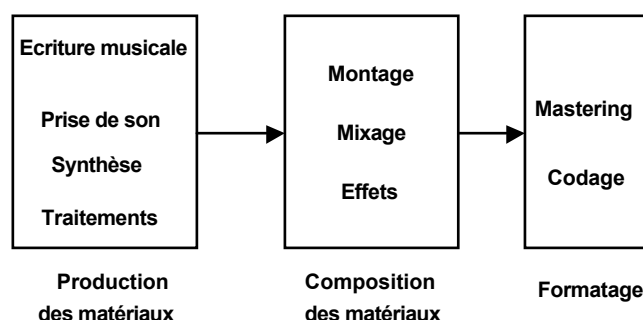 Ecriture musicale
Prise de son
Synthèse
Traitements
Production
des matériaux
Montage
Mixage
Effets
Composition
des matériaux
Mastering
Codage
Formatage